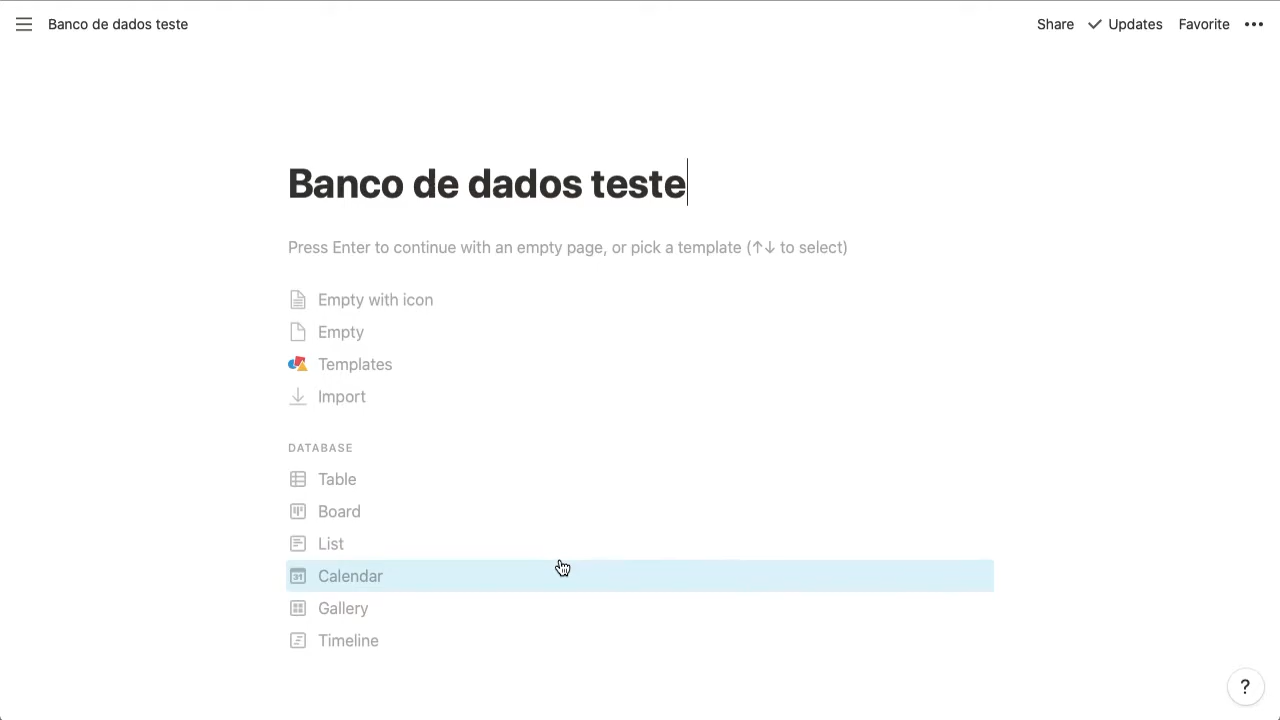 Banco de dados teste
Share
Updates
Favorite
Banco de dados teste
Press Enter to continue with an empty page, or pick a template (↑↓ to select)
Empty with icon
Empty
Templates
Import
DATABASE
Table
Board
List
31 Calendar
Gallery
Timeline
?